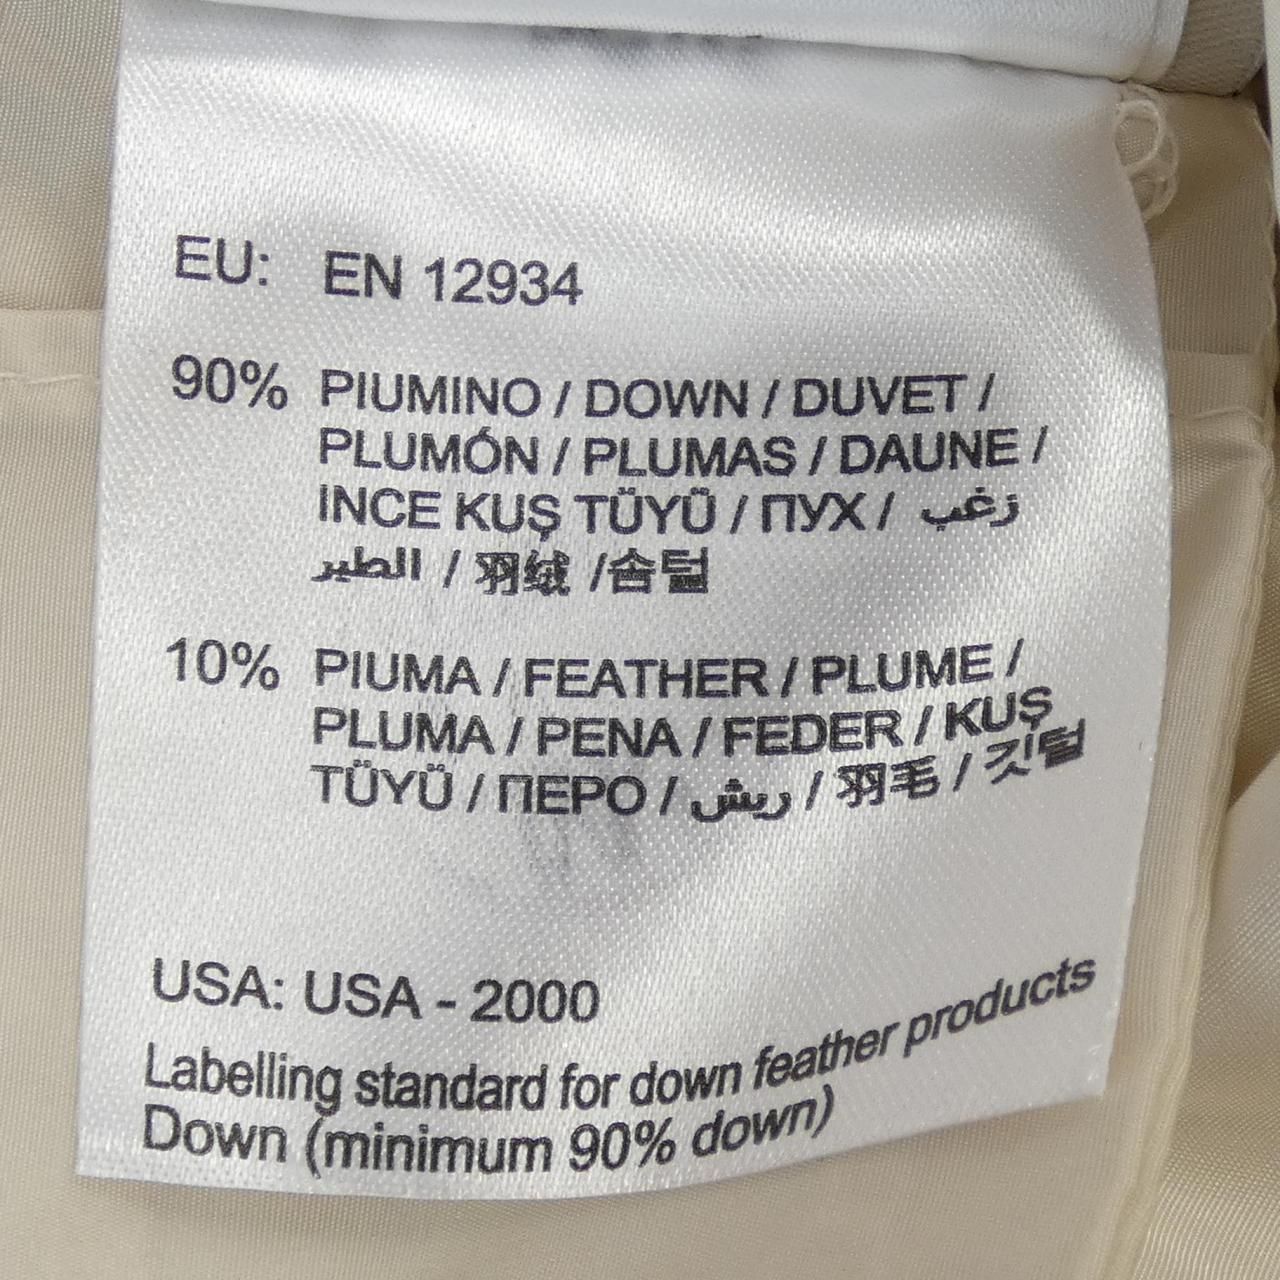 EU: EN 12934
90% PIUMINO / DOWN / DUVET /
PLUMÓN / PLUMAS / DAUNE /
İNCE KUŞ TÜYÜ / ПУХ / زغب
الطير / 羽绒 /솜털
10% PIUMA / FEATHER / PLUME /
PLUMA / PENA / FEDER / KUŞ
TÜYÜ / ПЕРО / ريش / 羽毛 / 깃털
USA: USA - 2000
Labelling standard for down feather products
Down (minimum 90% down)